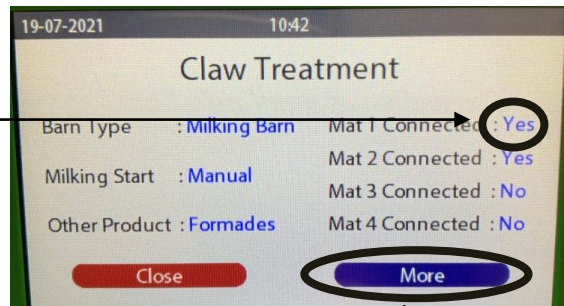 19-07-2021 10:42
Claw Treatment
Barn Type : Milking Barn Mat 1 Connected : Yes
Mat 2 Connected : Yes
Milking Start : Manual
Mat 3 Connected : No
Other Product : Formades Mat 4 Connected : No
Close More